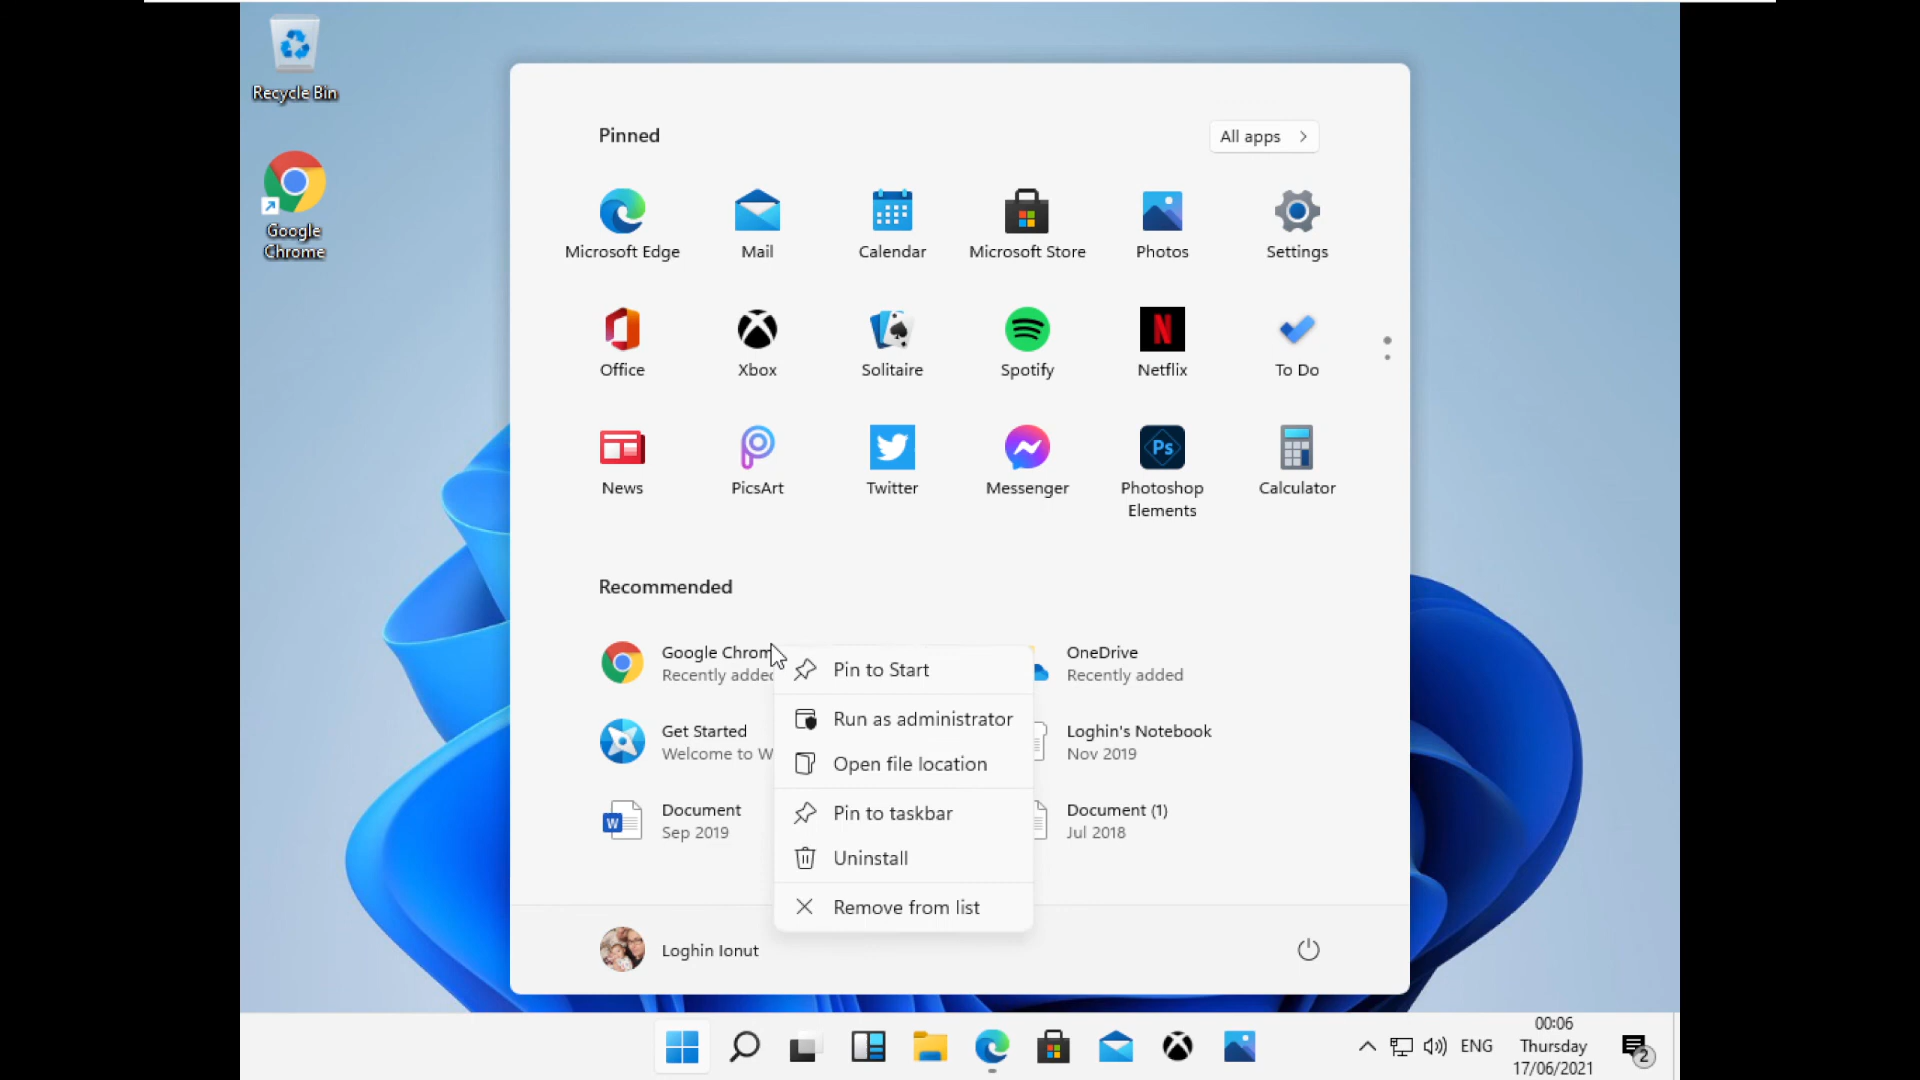 Recycle Bin
Google
Chrome
Pinned
All apps
Microsoft Edge
Mail
Calendar
Microsoft Store
Photos
Settings
Office
Xbox
Solitaire
Spotify
Netflix
To Do
News
PicsArt
Twitter
Messenger
Ps
Photoshop
Elements
Calculator
Recommended
Google Chrom
Recently added
OneDrive
Recently added
Get Started
Welcome to W
Loghin's Notebook
Nov 2019
W
Document
Sep 2019
Document (1)
Jul 2018
Pin to Start
Run as administrator
Open file location
Pin to taskbar
Uninstall
Remove from list
Loghin Ionut
ENG
00:06
Thursday
17/06/2021
2